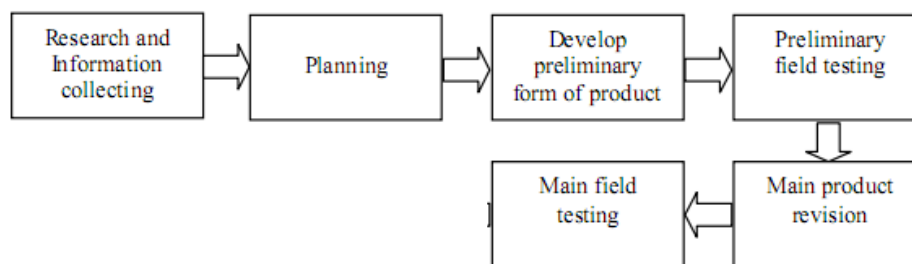 Research and
Information
collecting
Planning
Develop
preliminary
form of product
Preliminary
field testing
Main product
revision
Main field
testing